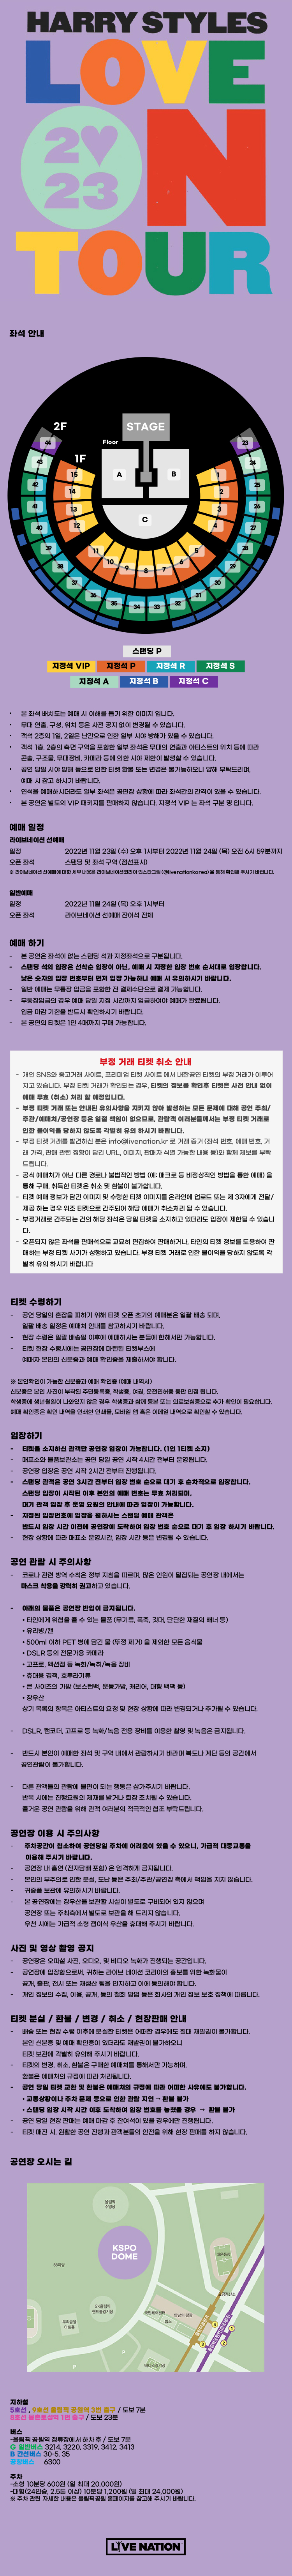 HARRY STYLES
LOVE
2♥
23
ON
TOUR
좌석 안내
STAGE
2F
Floor
1F
A
B
C
44
43
42
41
40
39
38
37
36
35
34
33
32
31
30
29
28
27
26
25
24
23
15
14
13
12
11
10
9
8
7
6
5
4
3
2
1
스탠딩 P
지정석 VIP 지정석 P 지정석 R 지정석 S
지정석 A 지정석 B 지정석 C
• 본 좌석 배치도는 예매 시 이해를 돕기 위한 이미지 입니다.
• 무대 연출, 구성, 위치 등은 사전 공지 없이 변경될 수 있습니다.
• 객석 2층의 1열, 2열은 난간으로 인한 일부 시야 방해가 있을 수 있습니다.
• 객석 1층, 2층의 측면 구역을 포함한 일부 좌석은 무대의 연출과 아티스트의 위치 등에 따라
콘솔, 구조물, 무대장비, 카메라 등에 의한 시야 제한이 발생할 수 있습니다.
• 공연 당일 시야 방해 등으로 인한 티켓 환불 또는 변경은 불가능하오니 양해 부탁드리며,
예매 시 참고 하시기 바랍니다.
• 연석을 예매하시더라도 일부 좌석은 공연장 상황에 따라 좌석간의 간격이 있을 수 있습니다.
• 본 공연은 별도의 VIP 패키지를 판매하지 않습니다. 지정석 VIP 는 좌석 구분 명 입니다.
예매 일정
라이브네이션 선예매
일정 2022년 11월 23일 (수) 오후 1시부터 2022년 11월 24일 (목) 오전 6시 59분까지
오픈 좌석 스탠딩 및 좌석 구역 (점선표시)
※ 라이브네이션 선예매에 대한 세부 내용은 라이브네이션코리아 인스타그램 (@livenationkorea) 을 통해 확인해 주시기 바랍니다.
일반예매
일정 2022년 11월 24일 (목) 오후 1시부터
오픈 좌석 라이브네이션 선예매 잔여석 전체
예매 하기
- 본 공연은 좌석이 없는 스탠딩 석과 지정좌석으로 구분됩니다.
- 스탠딩 석의 입장은 선착순 입장이 아닌, 예매 시 지정한 입장 번호 순서대로 입장합니다.
낮은 숫자의 입장 번호부터 먼저 입장 가능하니 예매 시 유의하시기 바랍니다.
- 일반 예매는 무통장 입금을 포함한 전 결제수단으로 결제 가능합니다.
- 무통장입금의 경우 예매 당일 지정 시간까지 입금하여야 예매가 완료됩니다.
입금 마감 기한을 반드시 확인하시기 바랍니다.
- 본 공연의 티켓은 1인 4매까지 구매 가능합니다.
부정 거래 티켓 취소 안내
- 개인 SNS와 중고거래 사이트, 프리미엄 티켓 사이트 에서 내한공연 티켓의 부정 거래가 이루어
지고 있습니다. 부정 티켓 거래가 확인되는 경우, 티켓의 정보를 확인후 티켓은 사전 안내 없이
예매 무효 (취소) 처리 할 예정입니다.
- 부정 티켓 거래 또는 안내된 유의사항을 지키지 않아 발생하는 모든 문제에 대해 공연 주최/
주관/예매처/공연장 등은 일괄 책임이 없으므로, 관람객 여러분들께서는 부정 티켓 거래로
인한 불이익을 당하지 않도록 각별히 유의 하시기 바랍니다.
- 부정 티켓 거래를 발견하신 분은 info@livenation.kr 로 거래 증거 (좌석 번호, 예매 번호, 거
래 가격, 판매 관련 정황이 담긴 URL, 이미지, 판매자 식별 가능한 내용 등)와 함께 제보를 부탁
드립니다.
- 공식 예매처가 아닌 다른 경로나 불법적인 방법 (예: 매크로 등 비정상적인 방법을 통한 예매) 을
통해 구매, 취득한 티켓은 취소 및 환불이 불가합니다.
- 티켓 예매 정보가 담긴 이미지 및 수령한 티켓 이미지를 온라인에 업로드 또는 제 3자에게 전달/
제공 하는 경우 위조 티켓으로 간주되어 해당 예매가 취소처리 될 수 있습니다.
- 부정거래로 간주되는 건의 해당 좌석은 당일 티켓을 소지하고 있더라도 입장이 제한될 수 있습니
다.
- 오픈되지 않은 좌석을 판매석으로 교묘히 편집하여 판매하거나, 타인의 티켓 정보를 도용하여 판
매하는 부정 티켓 사기가 성행하고 있습니다. 부정 티켓 거래로 인한 불이익을 당하지 않도록 각
별히 유의 하시기 바랍니다
티켓 수령하기
- 공연 당일의 혼잡을 피하기 위해 티켓 오픈 초기의 예매분은 일괄 배송 되며,
일괄 배송 일정은 예매처 안내를 참고하시기 바랍니다.
- 현장 수령은 일괄 배송일 이후에 예매하시는 분들에 한해서만 가능합니다.
- 티켓 현장 수령시에는 공연장에 마련된 티켓부스에
예매자 본인의 신분증과 예매 확인증을 제출하셔야 합니다.
※ 본인확인이 가능한 신분증과 예매 확인증 (예매 내역서)
신분증은 본인 사진이 부착된 주민등록증, 학생증, 여권, 운전면허증 등만 인정 됩니다.
학생증에 생년월일이 나와있지 않은 경우 학생증과 함께 등본 또는 의료보험증으로 추가 확인이 필요합니다.
예매 확인증은 확인 내역을 인쇄한 인쇄물, 모바일 앱 혹은 이메일 내역으로 확인할 수 있습니다.
입장하기
- 티켓을 소지하신 관객만 공연장 입장이 가능합니다. (1인 1티켓 소지)
- 매표소와 물품보관소는 공연 당일 공연 시작 4시간 전부터 운영됩니다.
- 공연장 입장은 공연 시작 2시간 전부터 진행됩니다.
- 스탠딩 관객은 공연 3시간 전부터 입장 번호 순으로 대기 후 순차적으로 입장합니다.
스탠딩 입장이 시작된 이후 본인의 예매 번호는 무효 처리되오니,
대기 관객 입장 후 운영 요원의 안내에 따라 입장이 가능합니다.
- 지정된 입장번호에 입장을 원하시는 스탠딩 예매 관객은
반드시 입장 시간 이전에 공연장에 도착하여 입장 번호 순으로 대기 후 입장 하시기 바랍니다.
- 현장 상황에 따라 매표소 운영시간, 입장 시간 등은 변경될 수 있습니다.
공연 관람 시 주의사항
- 코로나 관련 방역 수칙은 정부 지침을 따르며, 많은 인원이 밀집되는 공연장 내에서는
마스크 착용을 강력히 권고하고 있습니다.
- 아래의 물품은 공연장 반입이 금지됩니다.
• 타인에게 위협을 줄 수 있는 물품 (무기류, 폭죽, 깃대, 단단한 재질의 배너 등)
• 유리병/캔
• 500ml 이하 PET 병에 담긴 물 (뚜껑 제거) 을 제외한 모든 음식물
• DSLR 등의 전문가용 카메라
• 고프로, 액션캠 등 녹화/녹취/녹음 장비
• 휴대용 경적, 호루라기류
• 큰 사이즈의 가방 (보스턴백, 운동가방, 캐리어, 대형 백팩 등)
• 장우산
상기 목록의 항목은 아티스트의 요청 및 현장 상황에 따라 변경되거나 추가될 수 있습니다.
- DSLR, 캠코더, 고프로 등 녹화/녹음 전용 장비를 이용한 촬영 및 녹음은 금지됩니다.
- 반드시 본인이 예매한 좌석 및 구역 내에서 관람하시기 바라며 복도나 계단 등의 공간에서
공연관람이 불가합니다.
- 다른 관객들의 관람에 불편이 되는 행동은 삼가주시기 바랍니다.
반복 시에는 진행요원의 제재를 받거나 퇴장 조치될 수 있습니다.
즐거운 공연 관람을 위해 관객 여러분의 적극적인 협조 부탁드립니다.
공연장 이용 시 주의사항
- 주차공간이 협소하여 공연당일 주차에 어려움이 있을 수 있으니, 가급적 대중교통을
이용해 주시기 바랍니다.
- 공연장 내 흡연 (전자담배 포함) 은 엄격하게 금지됩니다.
- 본인의 부주의로 인한 분실, 도난 등은 주최/주관/공연장 측에서 책임을 지지 않습니다.
- 귀중품 보관에 유의하시기 바랍니다.
- 본 공연장에는 장우산을 보관할 시설이 별도로 구비되어 있지 않으며
공연장 또는 주최측에서 별도로 보관을 해 드리지 않습니다.
우천 시에는 가급적 소형 접이식 우산을 휴대해 주시기 바랍니다.
사진 및 영상 촬영 공지
- 공연장은 오피셜 사진, 오디오, 및 비디오 녹화가 진행되는 공간입니다.
- 공연장에 입장함으로써, 귀하는 라이브 네이션 코리아의 홍보를 위한 녹화물이
공개, 출판, 전시 또는 재생산 됨을 인지하고 이에 동의해야 합니다.
- 개인 정보의 수집, 이용, 공개, 동의 철회 방법 등은 회사의 개인 정보 보호 정책에 따릅니다.
티켓 분실 / 환불 / 변경 / 취소 / 현장판매 안내
- 배송 또는 현장 수령 이후에 분실한 티켓은 어떠한 경우에도 절대 재발권이 불가합니다.
본인 신분증 및 예매 확인증이 있더라도 재발권이 불가하오니
티켓 보관에 각별히 유의해 주시기 바랍니다.
- 티켓의 변경, 취소, 환불은 구매한 예매처를 통해서만 가능하며,
환불은 예매처의 규정에 따라 처리됩니다.
- 공연 당일 티켓 교환 및 환불은 예매처의 규정에 따라 어떠한 사유에도 불가합니다.
• 교통상황이나 주차 문제 등으로 인한 관람 지연 → 환불 불가
• 스탠딩 입장 시작 시간 이후 도착하여 입장 번호를 놓쳤을 경우 → 환불 불가
- 공연 당일 현장 판매는 예매 마감 후 잔여석이 있을 경우에만 진행됩니다.
- 티켓 매진 시, 원활한 공연 진행과 관객분들의 안전을 위해 현장 판매를 하지 않습니다.
공연장 오시는 길
KSPO
DOME
지하철
5호선, 9호선 올림픽 공원역 3번 출구 / 도보 7분
8호선 몽촌토성역 1번 출구 / 도보 23분
버스
-올림픽 공원역 정류장에서 하차 후 / 도보 7분
G 일반버스 3214, 3220, 3319, 3412, 3413
B 간선버스 30-5, 35
공항버스 6300
주차
-소형 10분당 600원 (일 최대 20,000원)
-대형(24인승, 2.5톤 이상) 10분당 1,200원 (일 최대 24,000원)
※ 주차 관련 자세한 내용은 올림픽공원 홈페이지를 참고해 주시기 바랍니다.
LIVE NATION